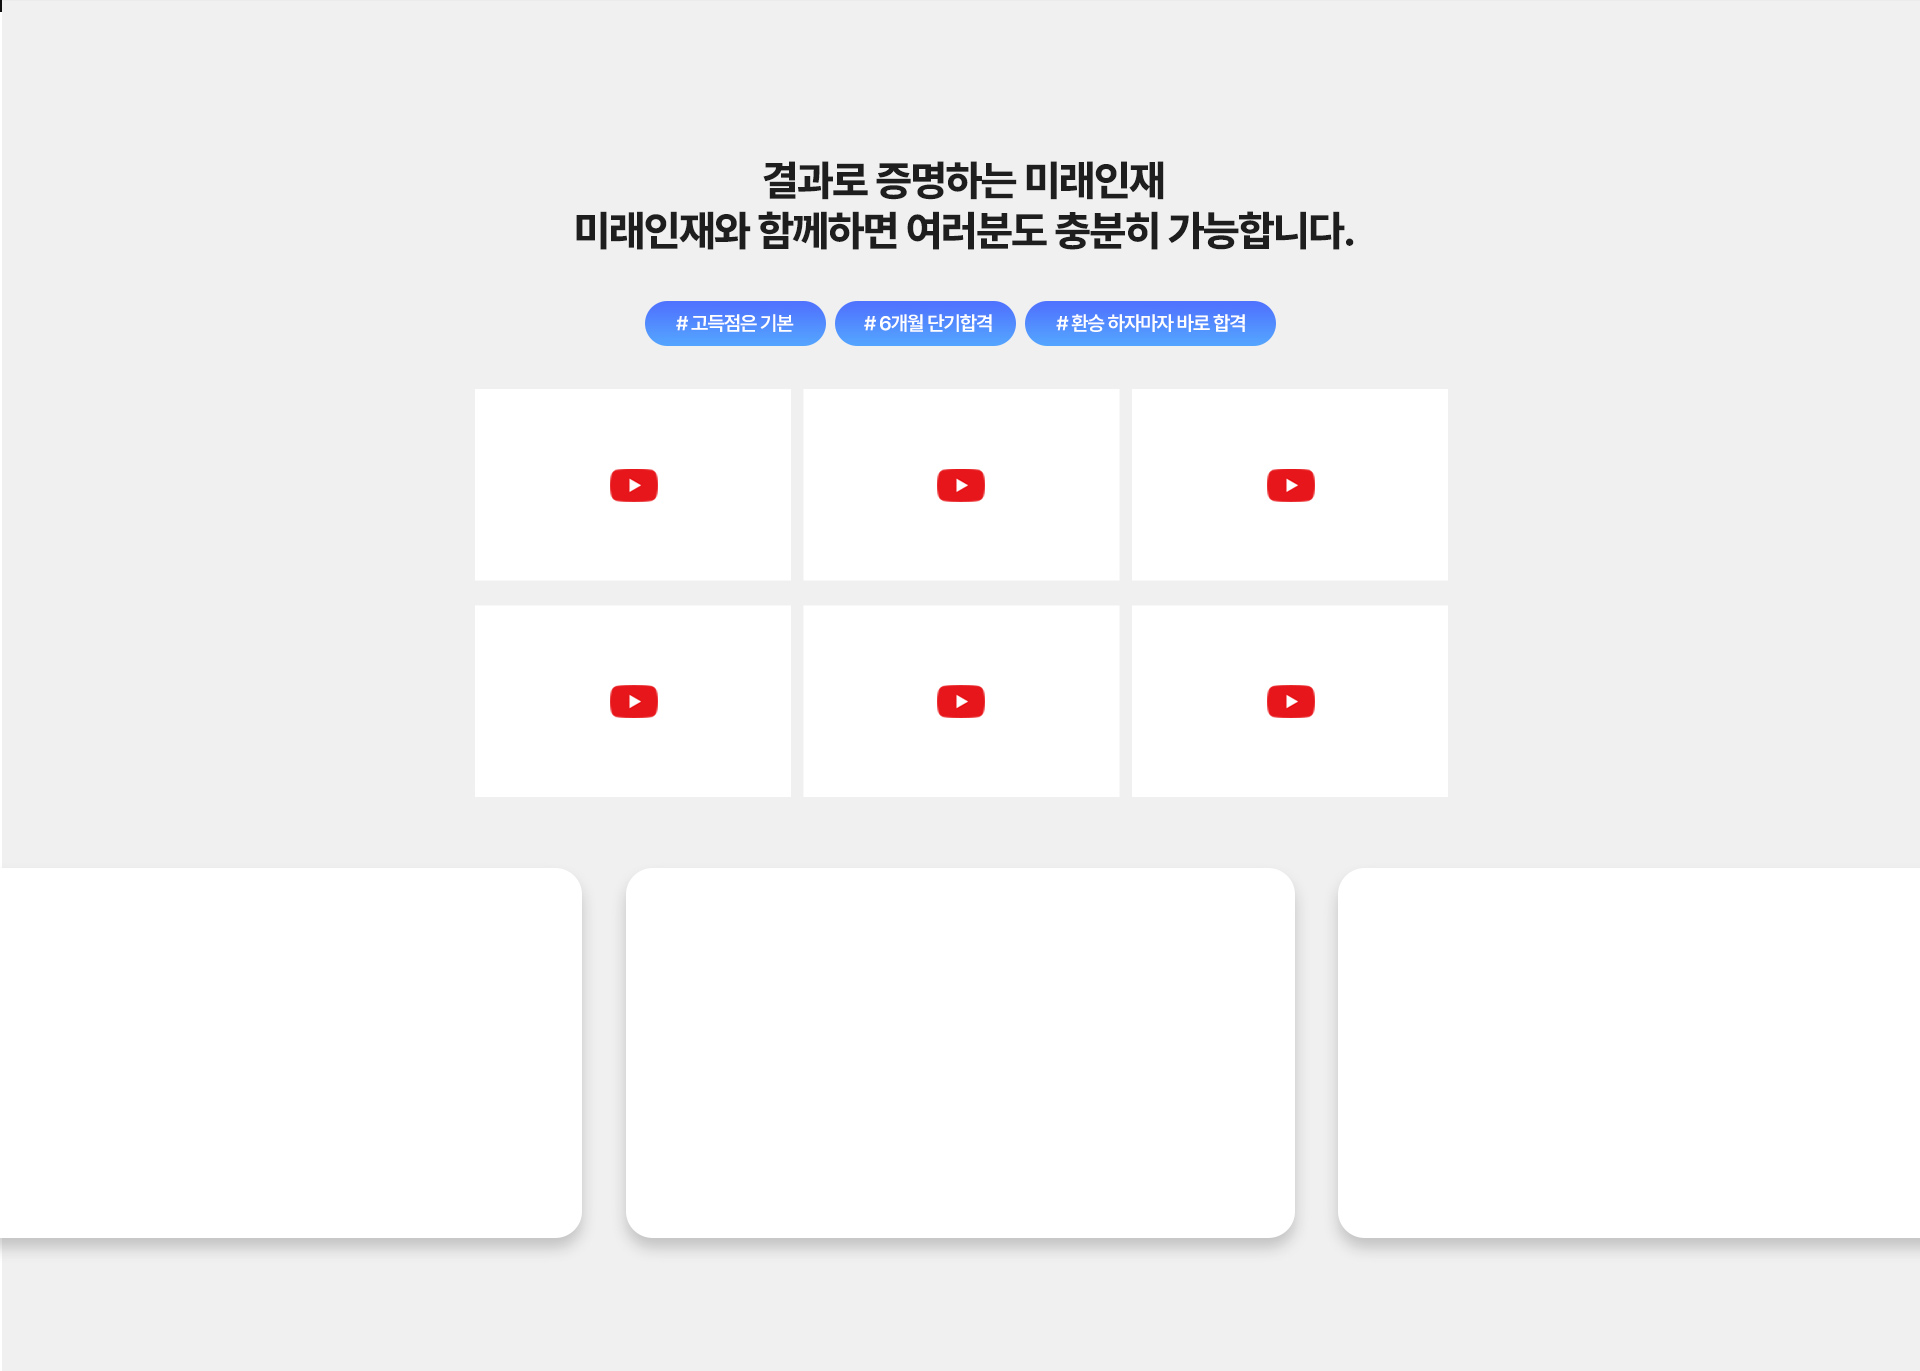 결과로 증명하는 미래인재
미래인재와 함께하면 여러분도 충분히 가능합니다.
# 고득점은 기본
# 6개월 단기합격
# 환승 하자마자 바로 합격